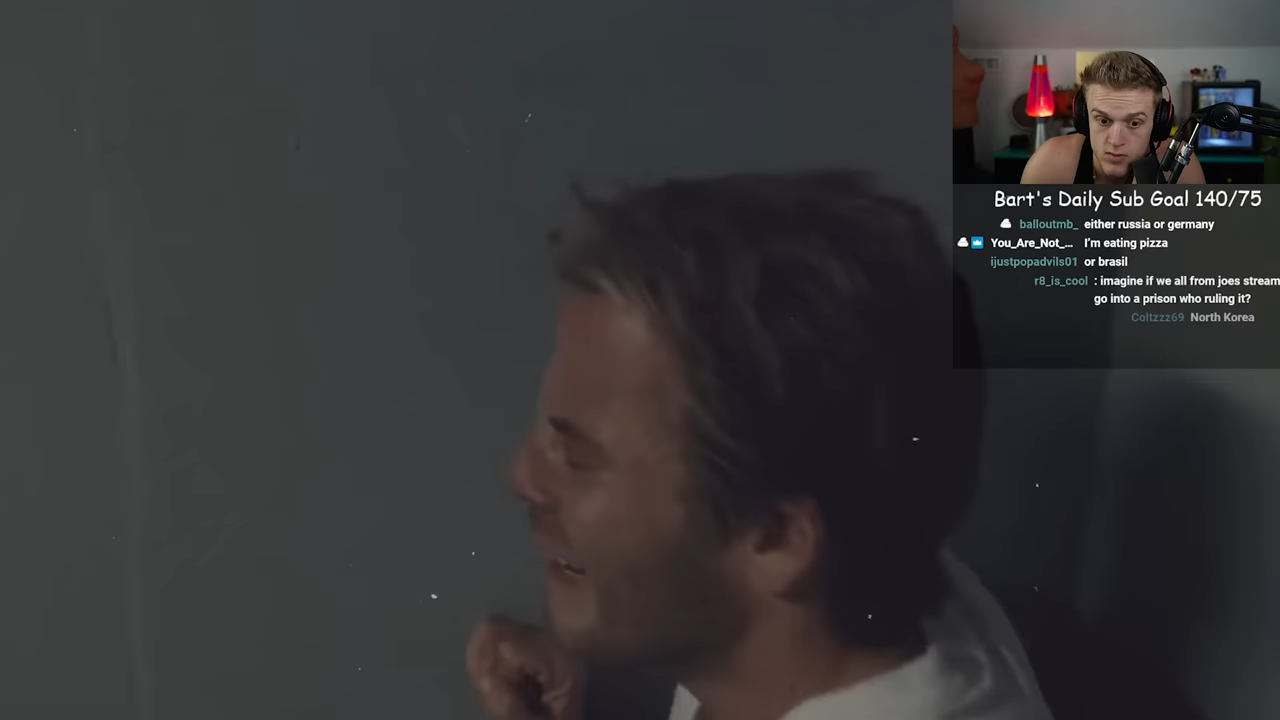 Bart's Daily Sub Goal 140/75
balloutmb_ either russia or germany
You_Are_Not_... I'm eating pizza
ijustpopadvils01 or brasil
r8_is_cool : imagine if we all from joes stream
go into a prison who ruling it?
Coltzzz69 North Korea